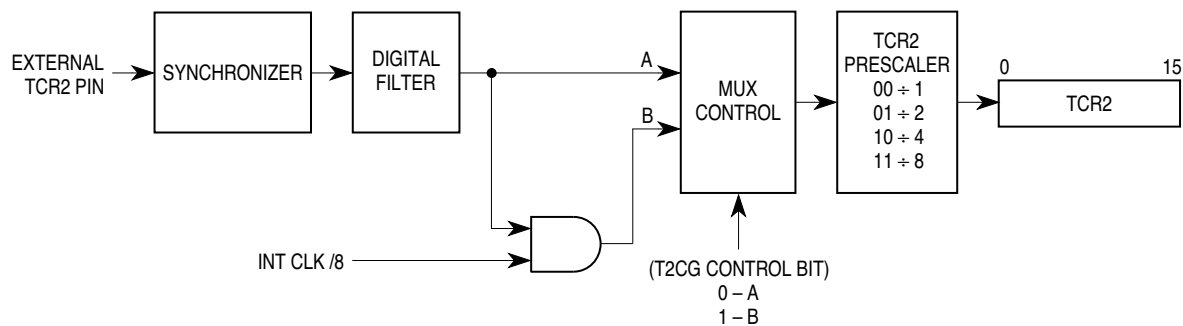 EXTERNAL
TCR2 PIN
SYNCHRONIZER
DIGITAL
FILTER
A
B
MUX
CONTROL
TCR2
PRESCALER
00 ÷ 1
01 ÷ 2
10 ÷ 4
11 ÷ 8
0 15
TCR2
INT CLK /8
(T2CG CONTROL BIT)
0 – A
1 – B